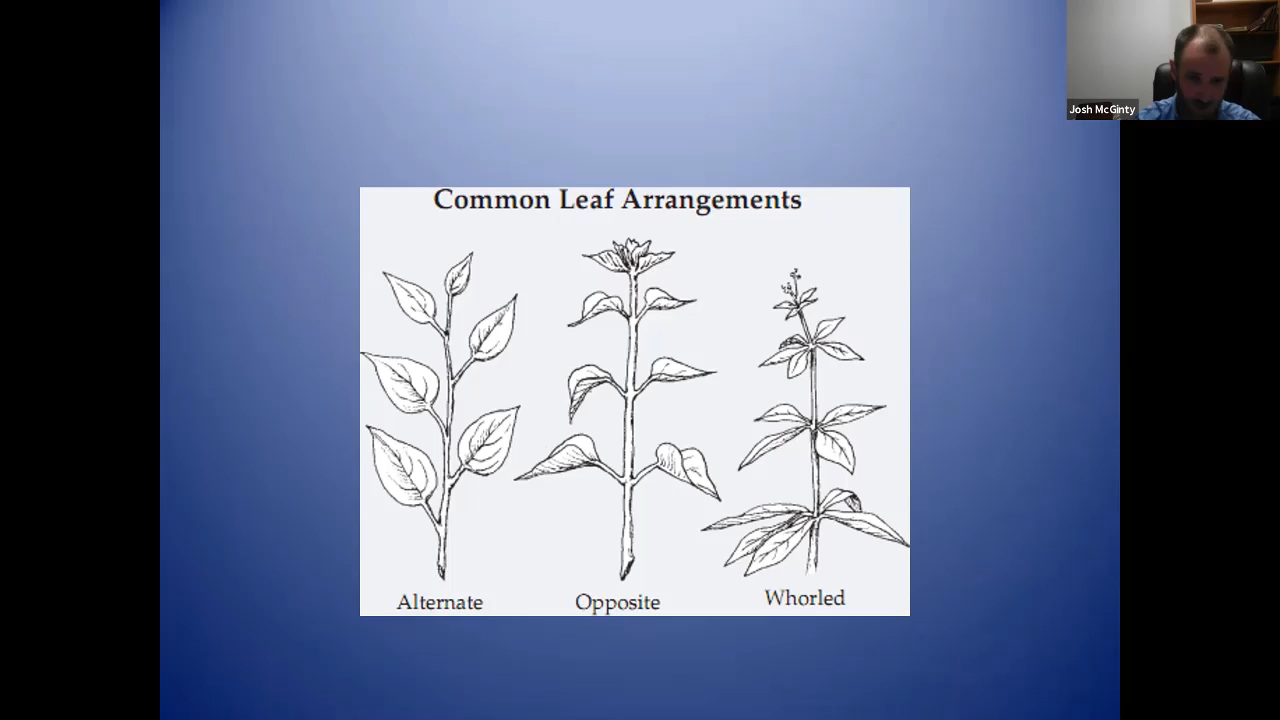 Josh McGinty
Common Leaf Arrangements
Alternate
Opposite
Whorled